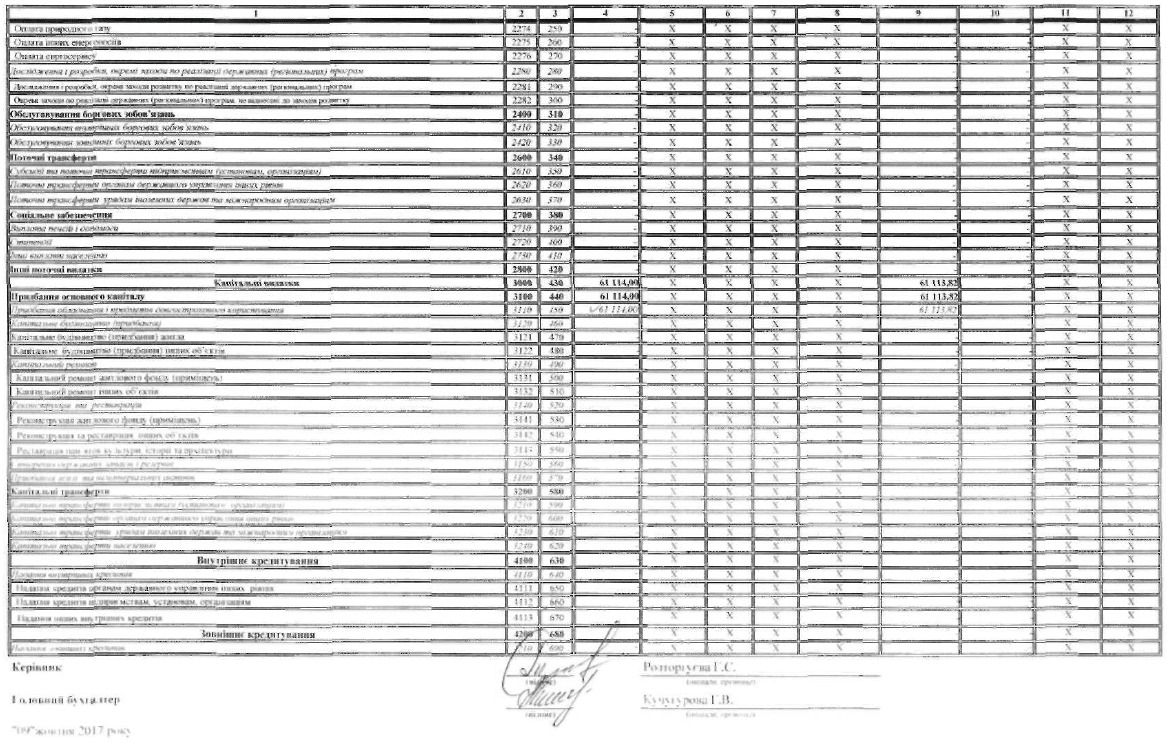 1 2 3 4 5 6 7 8 9 10 11 12
Оплата природного газу 2274 250 - X X X X X X
Оплата інших енергоносіїв 2275 260 - X X X X X X
Оплата енергосервісу 2276 270 - X X X X - X X
Дослідження і розробки, окремі заходи по реалізації державних (регіональних) програм 2280 280 - X X X X - X X
Дослідження і розробки, окремі заходи розвитку по реалізації державних (регіональних) програм 2281 290 - X X X X - X X
Окремі заходи по реалізації державних (регіональних) програм, не віднесені до заходів розвитку 2282 300 - X X X X - X X
Обслуговування боргових зобов'язань 2400 310 - X X X X - X X
Обслуговування внутрішніх боргових зобов'язань 2410 320 - X X X X - X X
Обслуговування зовнішніх боргових зобов'язань 2420 330 - X X X X - X X
Поточні трансферти 2600 340 - X X X X - X X
Субсидії та поточні трансферти підприємствам (установам, організаціям) 2610 350 - X X X X - X X
Поточні трансферти органам державного управління інших рівнів 2620 360 - X X X X - X X
Поточні трансферти урядам іноземних держав та міжнародним організаціям 2630 370 - X X X X - X X
Соціальне забезпечення 2700 380 - X X X X - X X
Виплата пенсій і допомоги 2710 390 - X X X X - X X
Стипендії 2720 400 - X X X X - X X
Інші виплати населенню 2730 410 - X X X X - X X
Інші поточні видатки 2800 420 - X X X X - X X
Капітальні видатки 3000 430 61 114,00 X X X X 61 113,82 X X
Придбання основного капіталу 3100 440 61 114,00 X X X X 61 113,82 X X
Придбання обладнання і предметів довгострокового користування 3110 450 61 114,00 X X X X 61 113,82 X X
Капітальне будівництво (придбання) 3120 460 X X X X X X
Капітальне будівництво (придбання) житла 3121 470 X X X X X X
Капітальне будівництво (придбання) інших об'єктів 3122 480 X X X X X X
Капітальний ремонт 3130 490 X X X X X X
Капітальний ремонт житлового фонду (приміщень) 3131 500 X X X X X X
Капітальний ремонт інших об'єктів 3132 510 X X X X X X
Реконструкція та реставрація 3140 520 X X X X X X
Реконструкція житлового фонду (приміщень) 3141 530 X X X X X X
Реконструкція та реставрація інших об'єктів 3142 540 X X X X X X
Реставрація пам'яток культури, історії та архітектури 3143 550 X X X X X X
Створення державних запасів і резервів 3150 560 X X X X X X
Придбання землі та нематеріальних активів 3160 570 X X X X X X
Капітальні трансферти 3200 580 X X X X X X
Капітальні трансферти підприємствам (установам, організаціям) 3210 590 X X X X X X
Капітальні трансферти органам державного управління інших рівнів 3220 600 X X X X X X
Капітальні трансферти урядам іноземних держав та міжнародним організаціям 3230 610 X X X X X X
Капітальні трансферти населенню 3240 620 X X X X X X
Внутрішнє кредитування 4100 630 X X X X X X
Надання внутрішніх кредитів 4110 640 X X X X X X
Надання кредитів органам державного управління інших рівнів 4111 650 X X X X X X
Надання кредитів підприємствам, установам, організаціям 4112 660 X X X X X X
Надання інших внутрішніх кредитів 4113 670 X X X X X X
Зовнішнє кредитування 4200 680 X X X X X X
Надання зовнішніх кредитів 4210 690 X X X X X X
Керівник Розторгуєва Г.С.
(підпис) (ініціали, прізвище)
Головний бухгалтер Кучугурова Г.В.
(підпис) (ініціали, прізвище)
"09"жовтня 2017 року